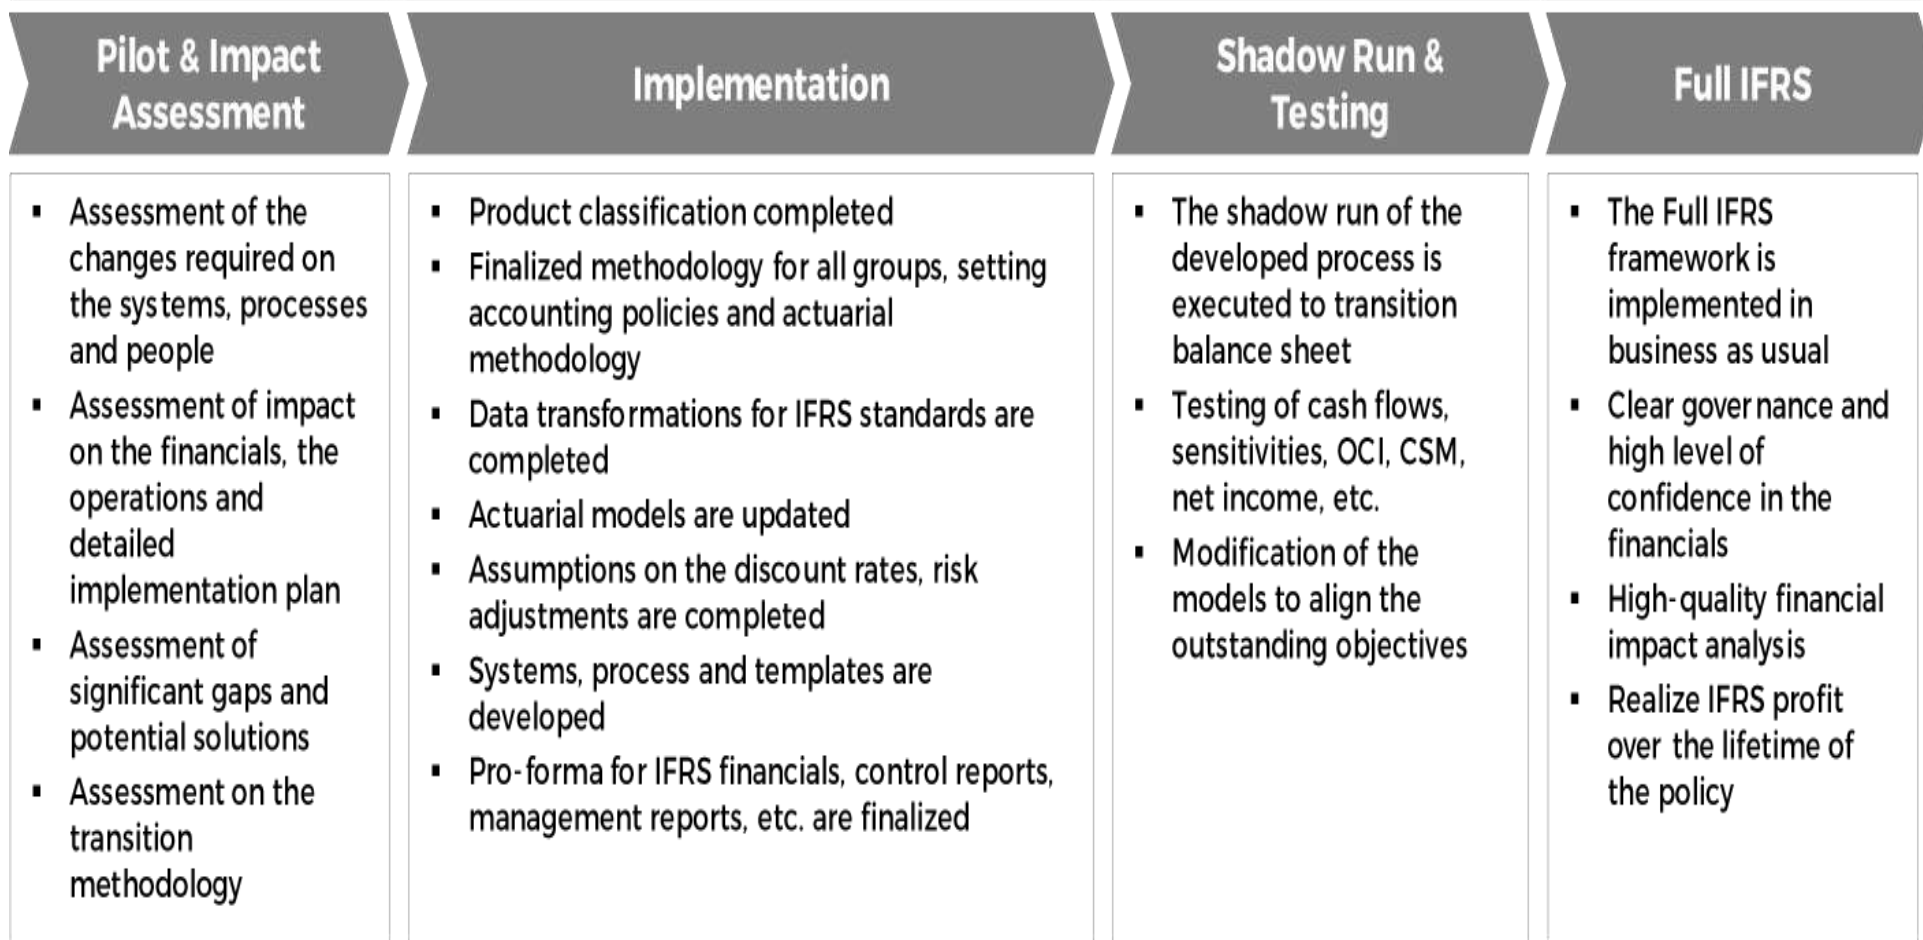 Pilot & Impact
Assessment
Implementation
Shadow Run &
Testing
Full IFRS
▪ Assessment of the
changes required on
the systems, processes
and people
▪ Assessment of impact
on the financials, the
operations and
detailed
implementation plan
▪ Assessment of
significant gaps and
potential solutions
▪ Assessment on the
transition
methodology
▪ Product classification completed
▪ Finalized methodology for all groups, setting
accounting policies and actuarial
methodology
▪ Data transformations for IFRS standards are
completed
▪ Actuarial models are updated
▪ Assumptions on the discount rates, risk
adjustments are completed
▪ Systems, process and templates are
developed
▪ Pro-forma for IFRS financials, control reports,
management reports, etc. are finalized
▪ The shadow run of the
developed process is
executed to transition
balance sheet
▪ Testing of cash flows,
sensitivities, OCI, CSM,
net income, etc.
▪ Modification of the
models to align the
outstanding objectives
▪ The Full IFRS
framework is
implemented in
business as usual
▪ Clear governance and
high level of
confidence in the
financials
▪ High-quality financial
impact analysis
▪ Realize IFRS profit
over the lifetime of
the policy